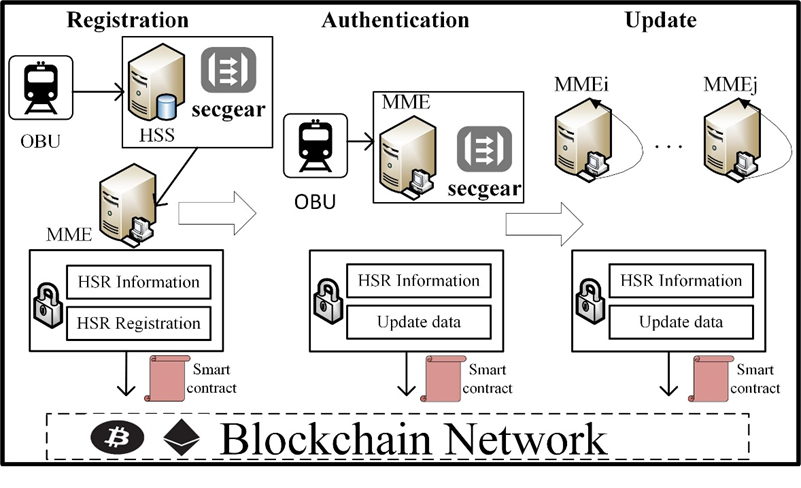 Registration
Authentication
Update
OBU
secgear
HSS
MME
HSR Information
HSR Registration
Smart
contract
OBU
MME
secgear
HSR Information
Update data
Smart
contract
MMEi
...
MMEj
HSR Information
Update data
Smart
contract
Blockchain Network